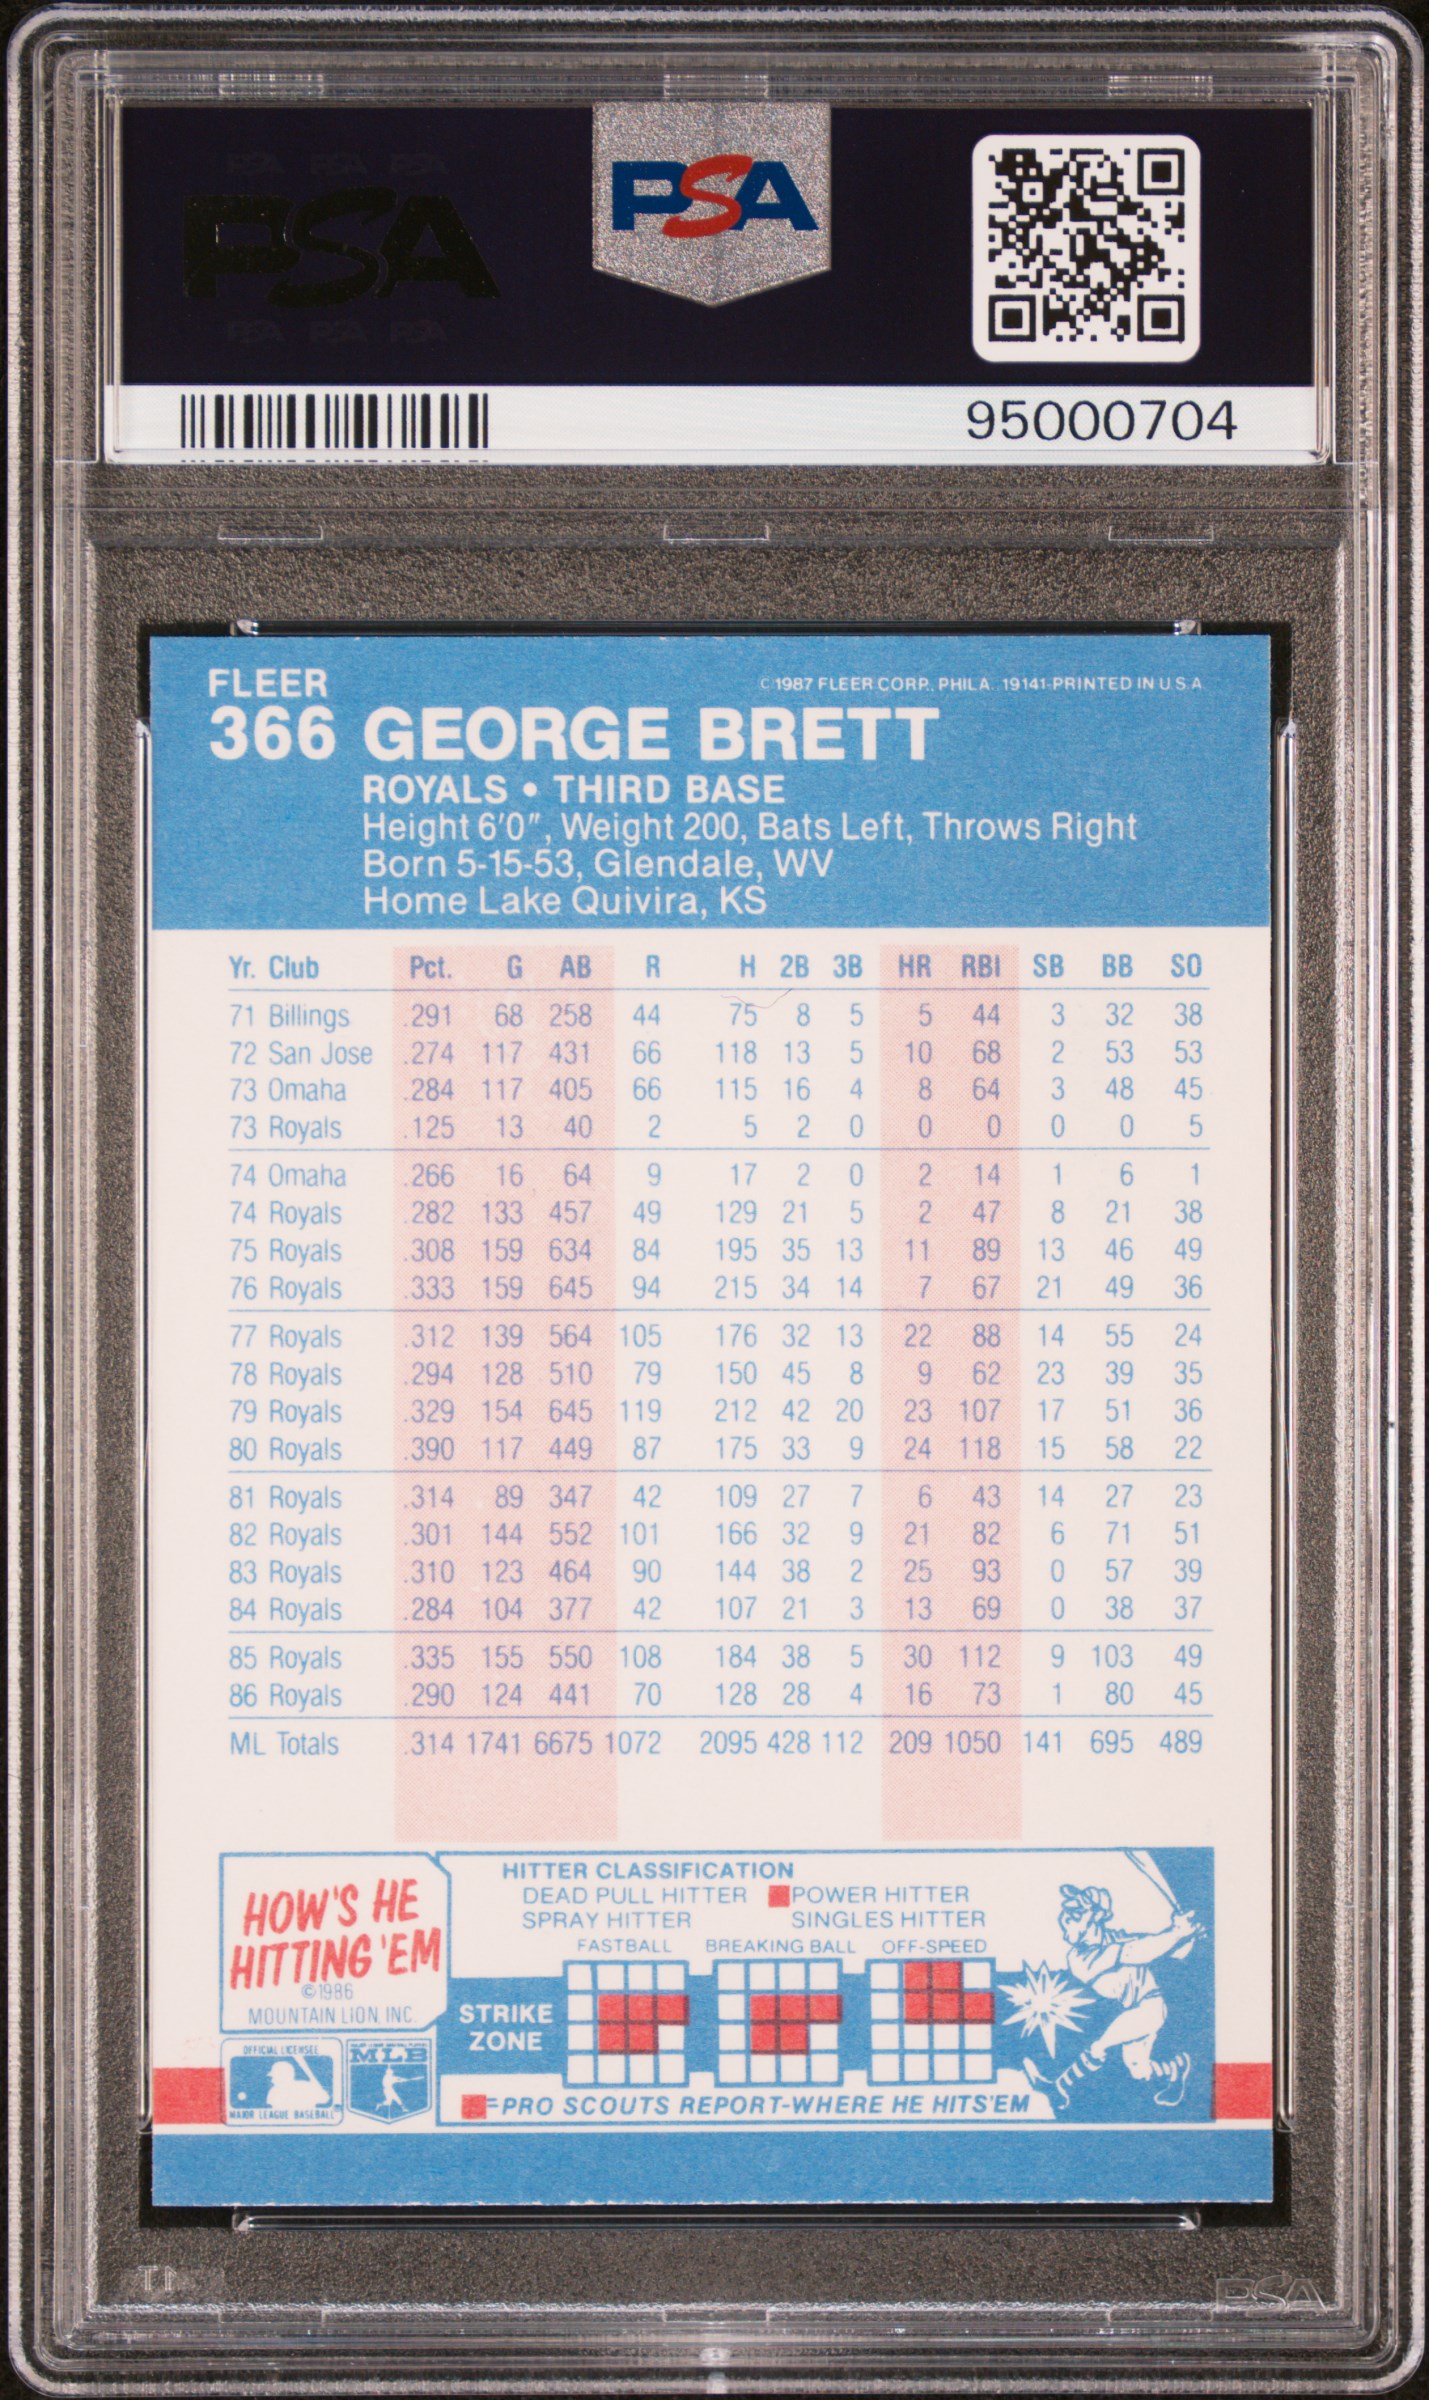 PSA
PSA
95000704
FLEER
©1987 FLEER CORP., PHILA., 19141-PRINTED IN U.S.A.
366 GEORGE BRETT
ROYALS • THIRD BASE
Height 6'0", Weight 200, Bats Left, Throws Right
Born 5-15-53, Glendale, WV
Home Lake Quivira, KS
Yr. Club Pct. G AB R H 2B 3B HR RBI SB BB SO
71 Billings .291 68 258 44 75 8 5 5 44 3 32 38
72 San Jose .274 117 431 66 118 13 5 10 68 2 53 53
73 Omaha .284 117 405 66 115 16 4 8 64 3 48 45
73 Royals .125 13 40 2 5 2 0 0 0 0 0 5
74 Omaha .266 16 64 9 17 2 0 2 14 1 6 1
74 Royals .282 133 457 49 129 21 5 2 47 8 21 38
75 Royals .308 159 634 84 195 35 13 11 89 13 46 49
76 Royals .333 159 645 94 215 34 14 7 67 21 49 36
77 Royals .312 139 564 105 176 32 13 22 88 14 55 24
78 Royals .294 128 510 79 150 45 8 9 62 23 39 35
79 Royals .329 154 645 119 212 42 20 23 107 17 51 36
80 Royals .390 117 449 87 175 33 9 24 118 15 58 22
81 Royals .314 89 347 42 109 27 7 6 43 14 27 23
82 Royals .301 144 552 101 166 32 9 21 82 6 71 51
83 Royals .310 123 464 90 144 38 2 25 93 0 57 39
84 Royals .284 104 377 42 107 21 3 13 69 0 38 37
85 Royals .335 155 550 108 184 38 5 30 112 9 103 49
86 Royals .290 124 441 70 128 28 4 16 73 1 80 45
ML Totals .314 1741 6675 1072 2095 428 112 209 1050 141 695 489
HOW'S HE
HITTING 'EM
©1986
MOUNTAIN LION, INC.
HITTER CLASSIFICATION
DEAD PULL HITTER POWER HITTER
SPRAY HITTER SINGLES HITTER
FASTBALL BREAKING BALL OFF-SPEED
STRIKE
ZONE
=PRO SCOUTS REPORT-WHERE HE HITS'EM
OFFICIAL LICENSEE
MAJOR LEAGUE BASEBALL
MLB
PSA